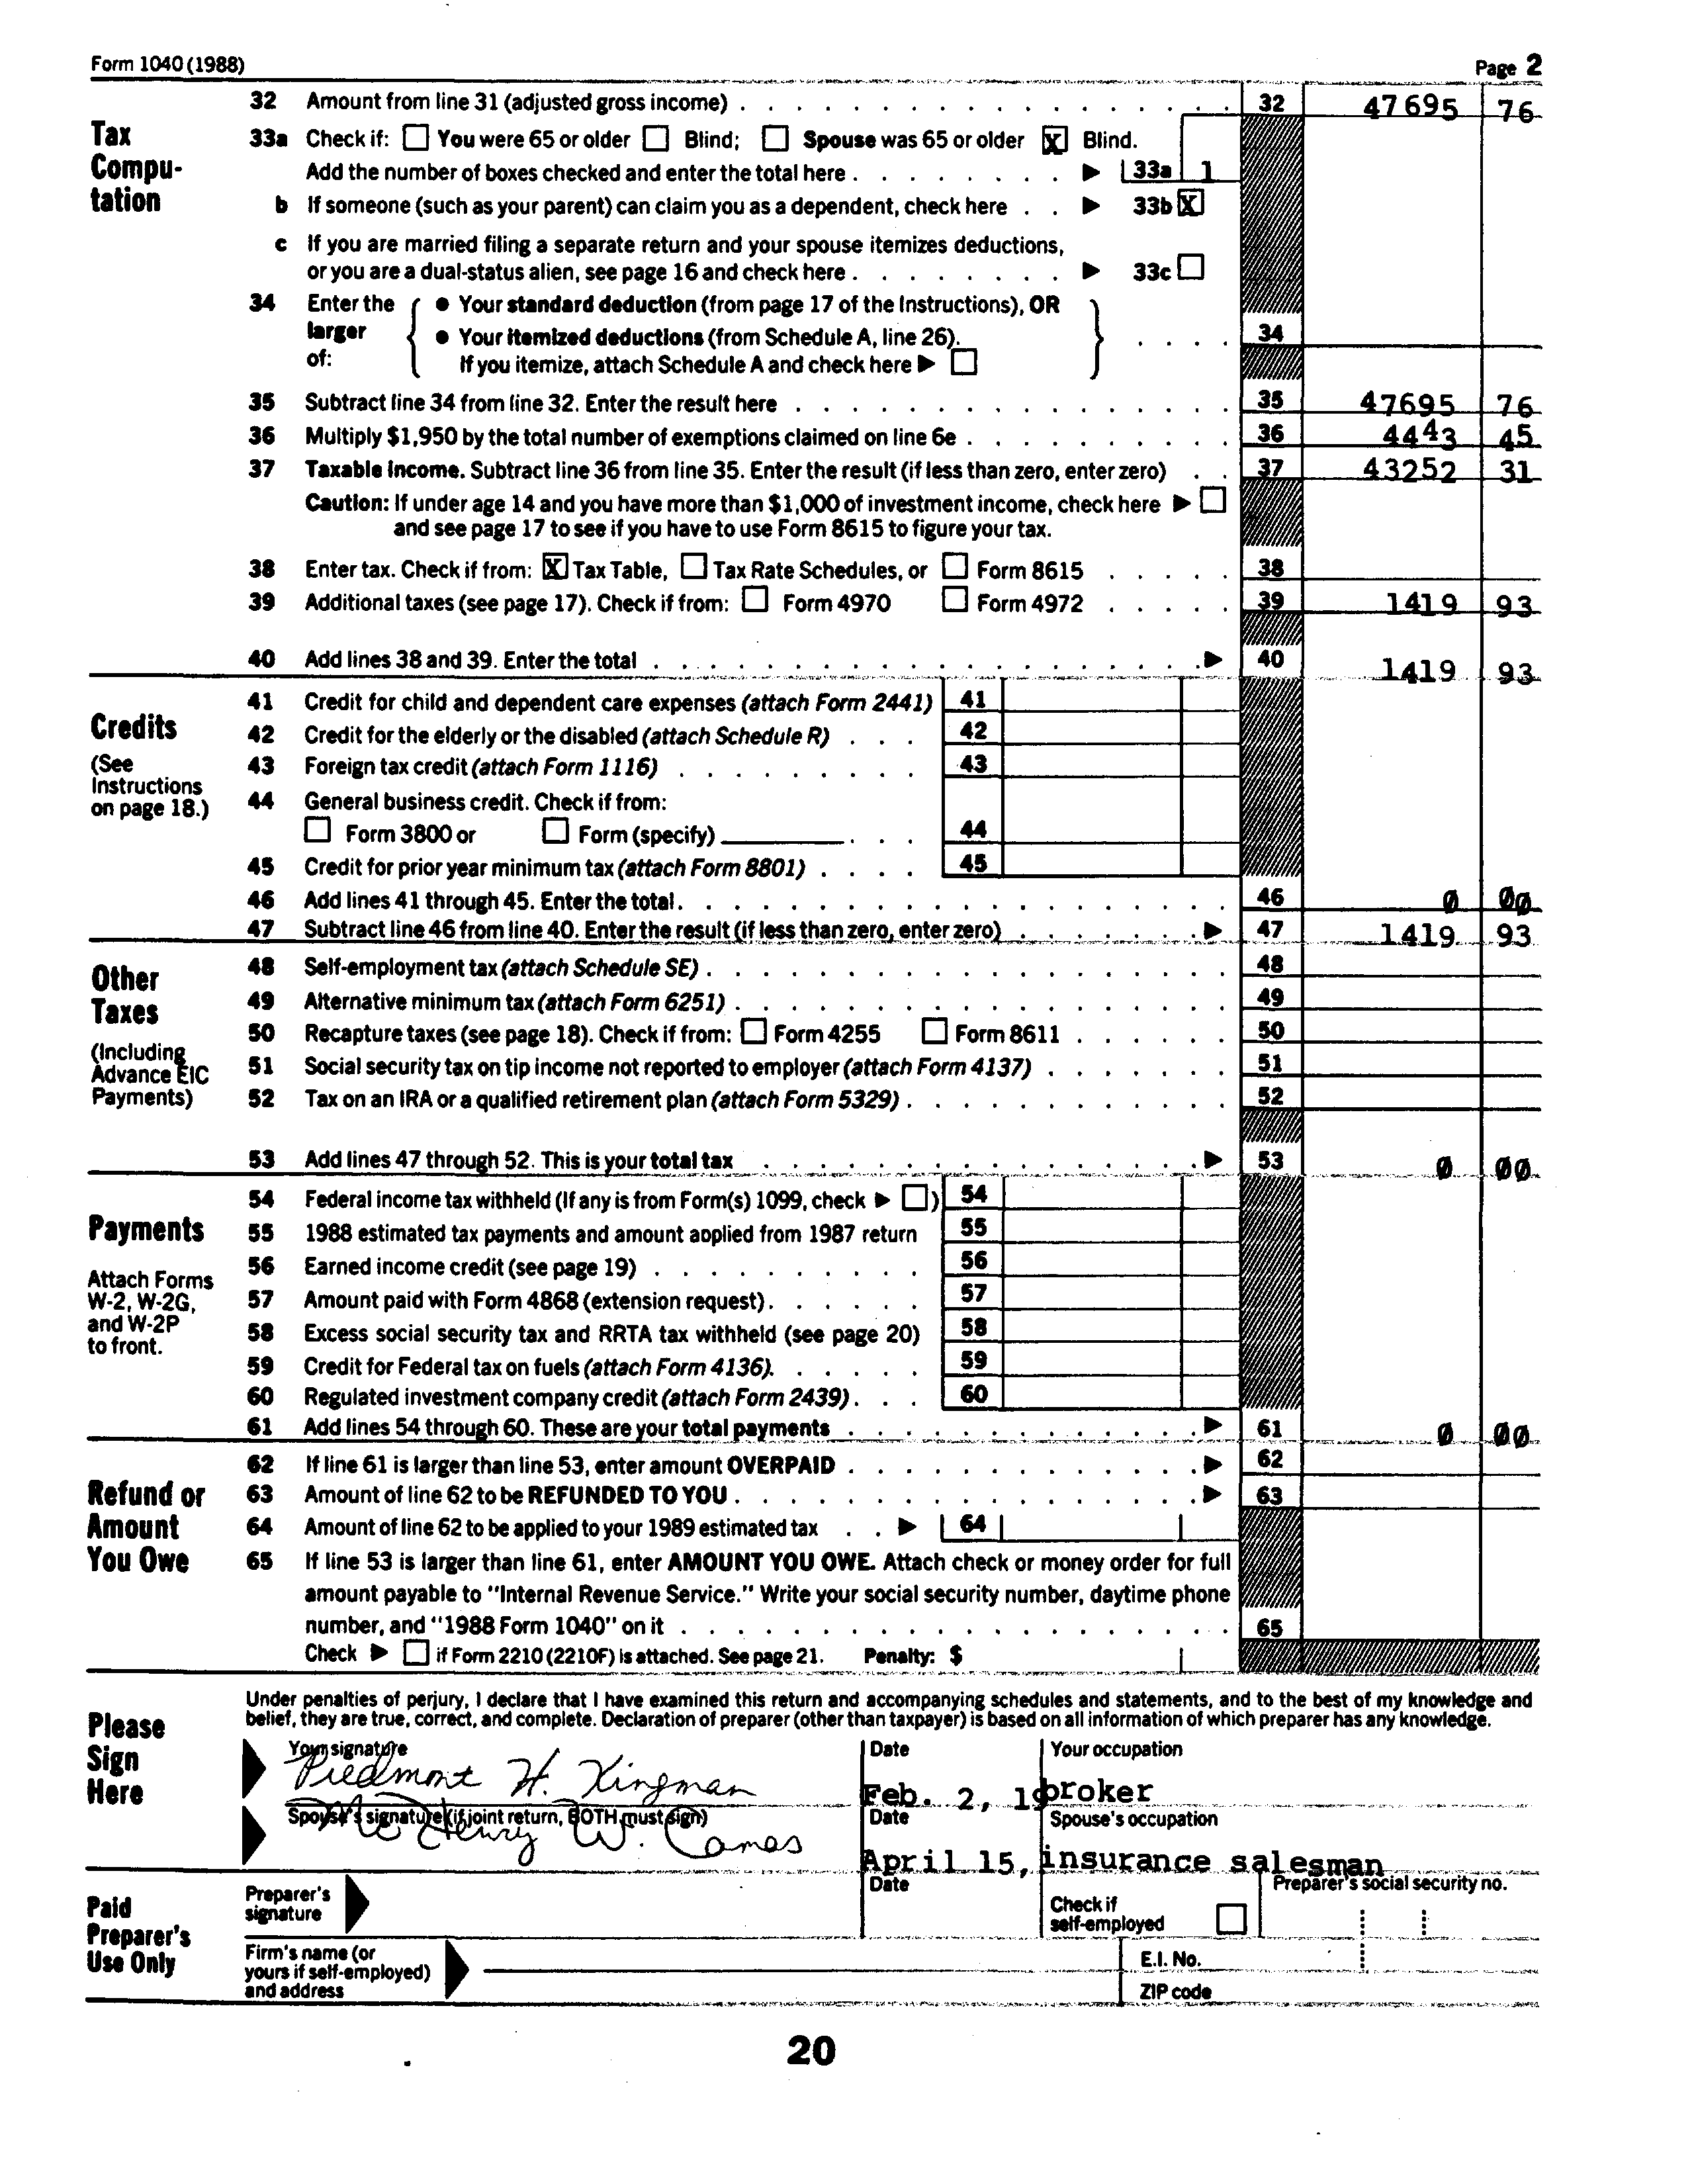 Form 1040 (1988) Page 2
32 Amount from line 31 (adjusted gross income) . . . 32 47695 76
Tax Compu- tation
33a Check if: ☐ You were 65 or older ☐ Blind; ☐ Spouse was 65 or older ☒ Blind.
Add the number of boxes checked and enter the total here . . . ▶ 33a 1
b If someone (such as your parent) can claim you as a dependent, check here . . ▶ 33b ☒
c If you are married filing a separate return and your spouse itemizes deductions,
or you are a dual-status alien, see page 16 and check here . . . ▶ 33c ☐
34 Enter the larger of: { ● Your standard deduction (from page 17 of the Instructions), OR
● Your itemized deductions (from Schedule A, line 26). } . . . . 34
If you itemize, attach Schedule A and check here ▶ ☐
35 Subtract line 34 from line 32. Enter the result here . . . 35 47695 76
36 Multiply $1,950 by the total number of exemptions claimed on line 6e . . . 36 4443 45
37 Taxable income. Subtract line 36 from line 35. Enter the result (if less than zero, enter zero) . . 37 43252 31
Caution: If under age 14 and you have more than $1,000 of investment income, check here ▶ ☐
and see page 17 to see if you have to use Form 8615 to figure your tax.
38 Enter tax. Check if from: ☒ Tax Table, ☐ Tax Rate Schedules, or ☐ Form 8615 . . . 38
39 Additional taxes (see page 17). Check if from: ☐ Form 4970 ☐ Form 4972 . . . 39 1419 93
40 Add lines 38 and 39. Enter the total . . . ▶ 40 1419 93
Credits
(See Instructions on page 18.)
41 Credit for child and dependent care expenses (attach Form 2441) 41
42 Credit for the elderly or the disabled (attach Schedule R) . . . 42
43 Foreign tax credit (attach Form 1116) . . . 43
44 General business credit. Check if from:
☐ Form 3800 or ☐ Form (specify) . . . 44
45 Credit for prior year minimum tax (attach Form 8801) . . . . 45
46 Add lines 41 through 45. Enter the total . . . 46 0 00
47 Subtract line 46 from line 40. Enter the result (if less than zero, enter zero) . . . ▶ 47 1419 93
Other Taxes
(Including Advance EIC Payments)
48 Self-employment tax (attach Schedule SE) . . . 48
49 Alternative minimum tax (attach Form 6251) . . . 49
50 Recapture taxes (see page 18). Check if from: ☐ Form 4255 ☐ Form 8611 . . . 50
51 Social security tax on tip income not reported to employer (attach Form 4137) . . . 51
52 Tax on an IRA or a qualified retirement plan (attach Form 5329) . . . 52
53 Add lines 47 through 52. This is your total tax . . . ▶ 53 0 00
Payments
Attach Forms W-2, W-2G, and W-2P to front.
54 Federal income tax withheld (If any is from Form(s) 1099, check ▶ ☐) 54
55 1988 estimated tax payments and amount applied from 1987 return 55
56 Earned income credit (see page 19) . . . 56
57 Amount paid with Form 4868 (extension request) . . . 57
58 Excess social security tax and RRTA tax withheld (see page 20) 58
59 Credit for Federal tax on fuels (attach Form 4136). . . . 59
60 Regulated investment company credit (attach Form 2439) . . . 60
61 Add lines 54 through 60. These are your total payments . . . ▶ 61 0 00
Refund or Amount You Owe
62 If line 61 is larger than line 53, enter amount OVERPAID . . . ▶ 62
63 Amount of line 62 to be REFUNDED TO YOU . . . ▶ 63
64 Amount of line 62 to be applied to your 1989 estimated tax . . ▶ 64
65 If line 53 is larger than line 61, enter AMOUNT YOU OWE. Attach check or money order for full
amount payable to "Internal Revenue Service." Write your social security number, daytime phone
number, and "1988 Form 1040" on it . . . 65
Check ▶ ☐ if Form 2210 (2210F) is attached. See page 21. Penalty: $
Please Sign Here
Under penalties of perjury, I declare that I have examined this return and accompanying schedules and statements, and to the best of my knowledge and
belief, they are true, correct, and complete. Declaration of preparer (other than taxpayer) is based on all information of which preparer has any knowledge.
Your signature Date Your occupation
Piedmont H. Kingman Feb. 2, 19 broker
Spouse's signature (if joint return, BOTH must sign) Date Spouse's occupation
Henry W. Camas April 15, insurance salesman
Paid Preparer's Use Only
Preparer's signature Date Check if self-employed ☐ Preparer's social security no.
Firm's name (or yours if self-employed) and address E.I. No.
ZIP code
20